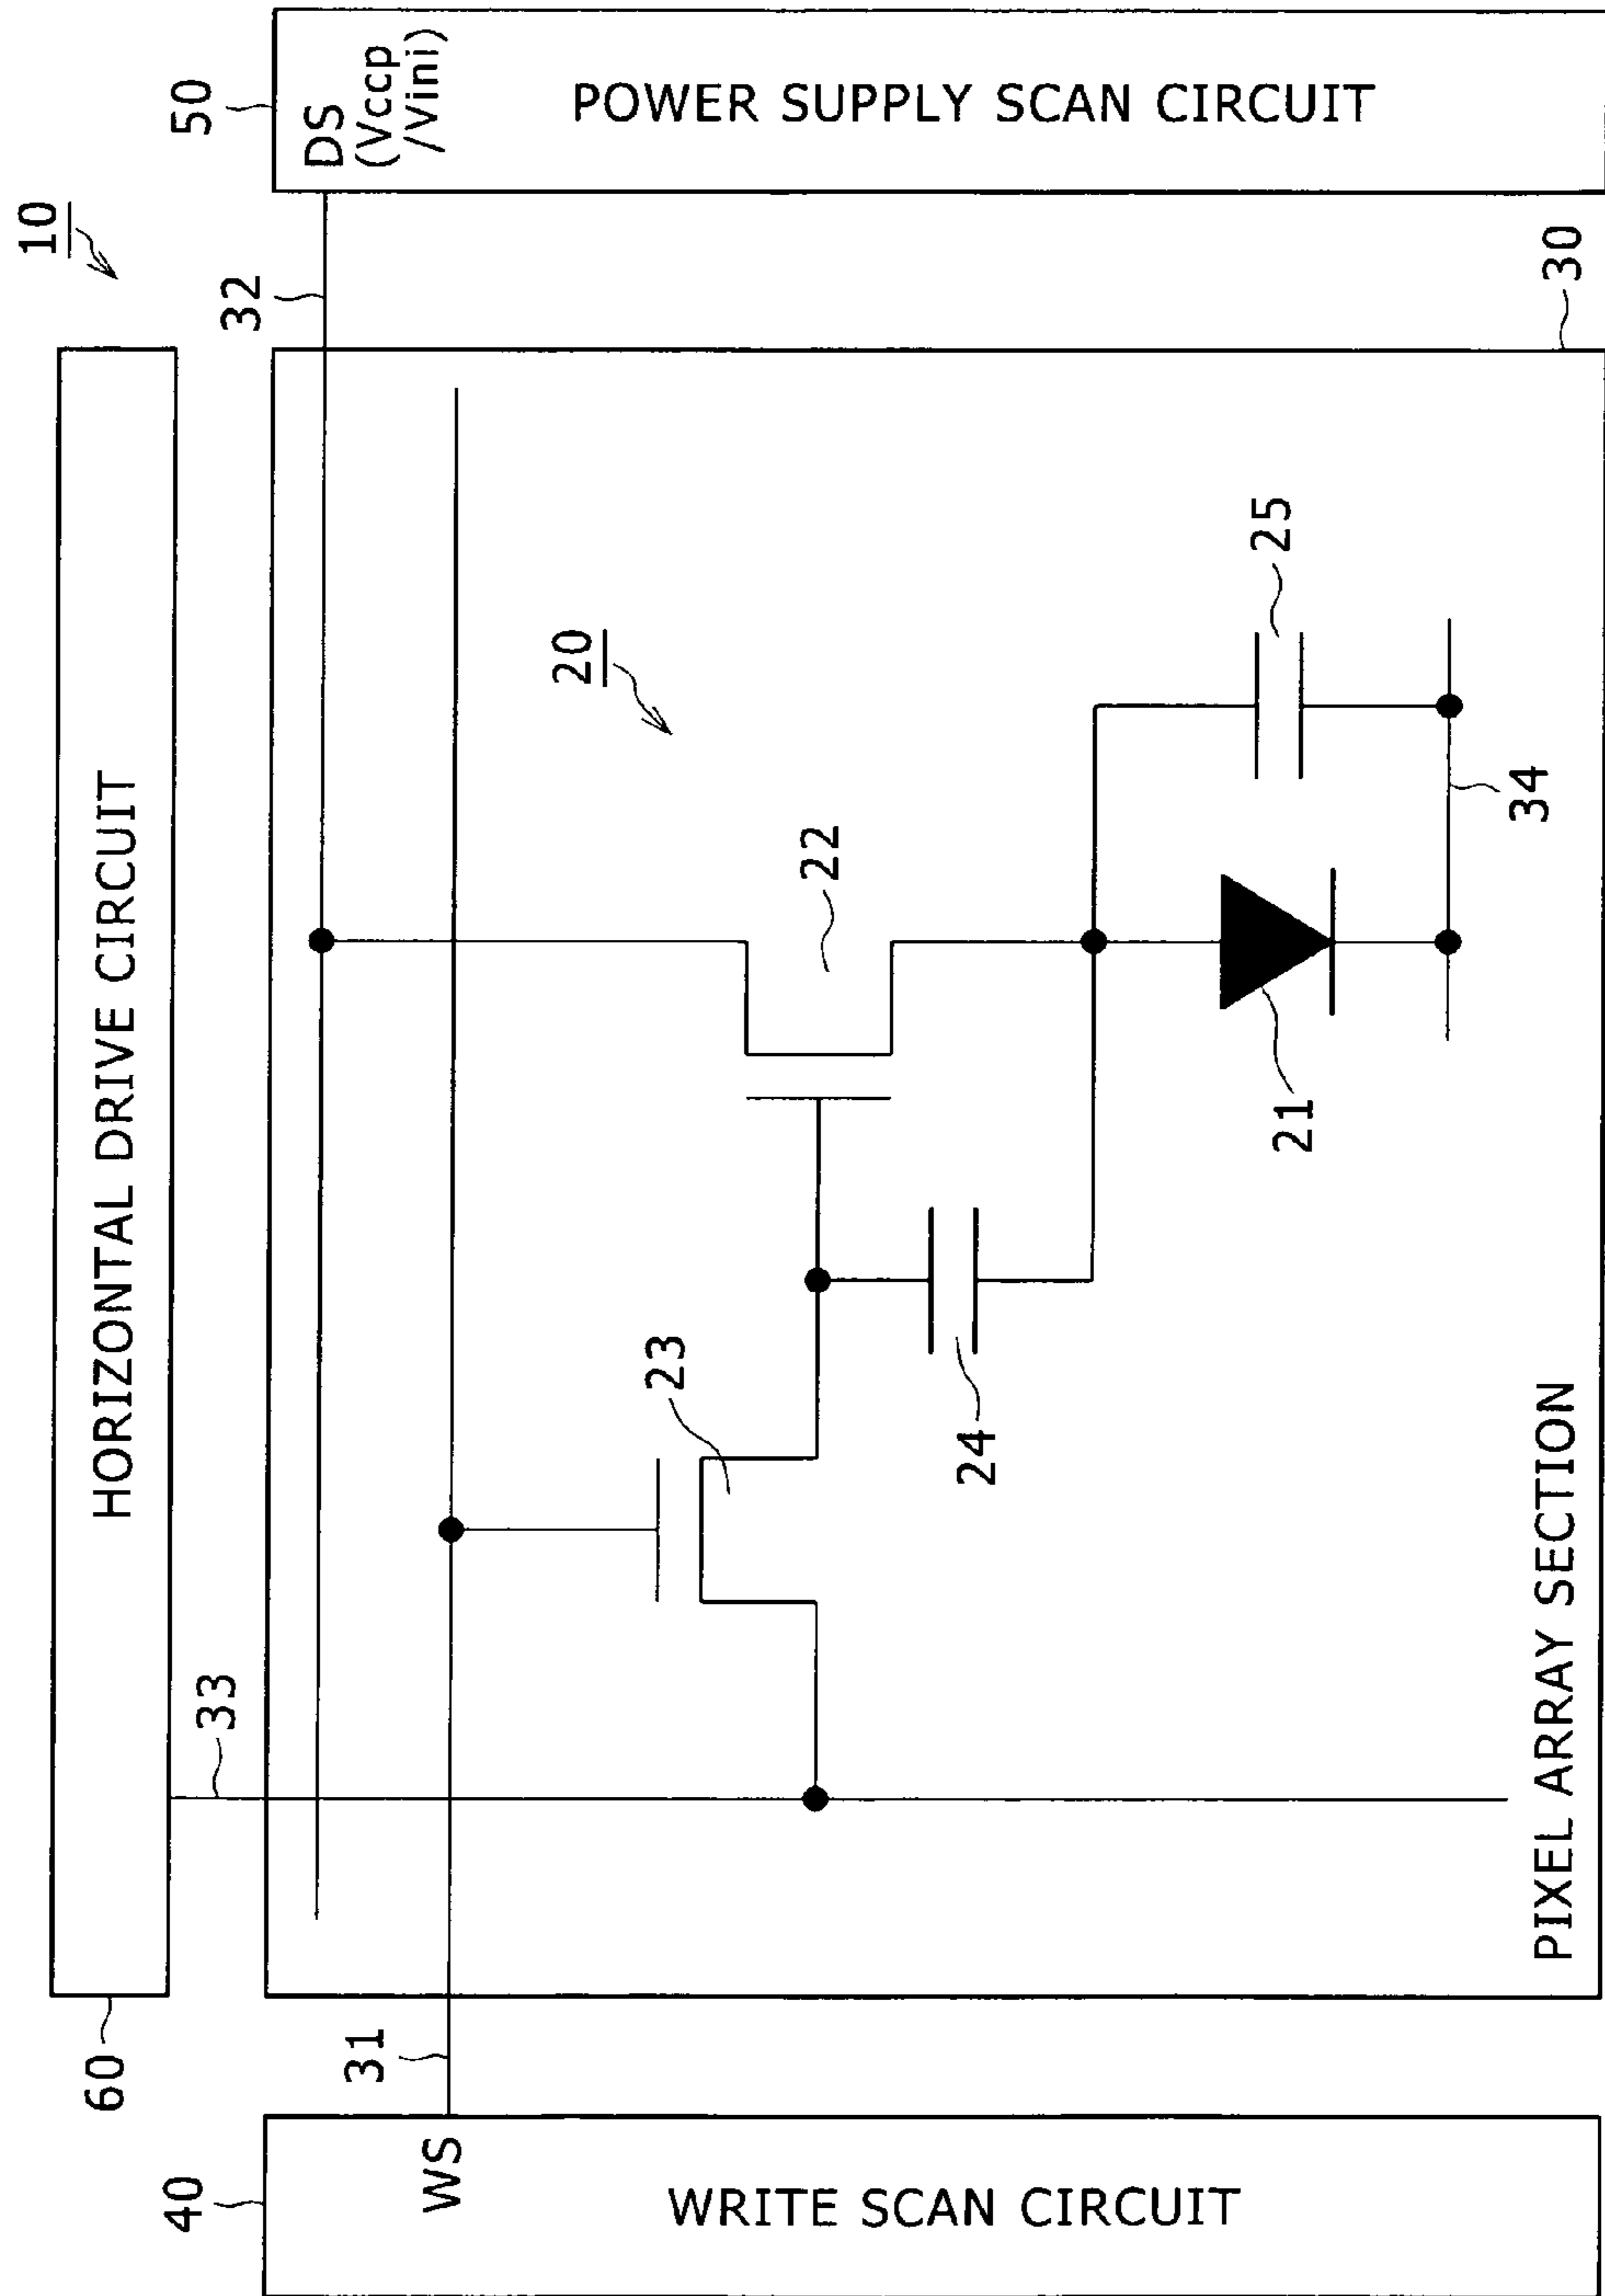 10
HORIZONTAL DRIVE CIRCUIT
60
40
33
32
50
DS
(Vccp
/Vini)
31
WS
20
23
22
24
25
21
34
30
PIXEL ARRAY SECTION
WRITE SCAN CIRCUIT
POWER SUPPLY SCAN CIRCUIT